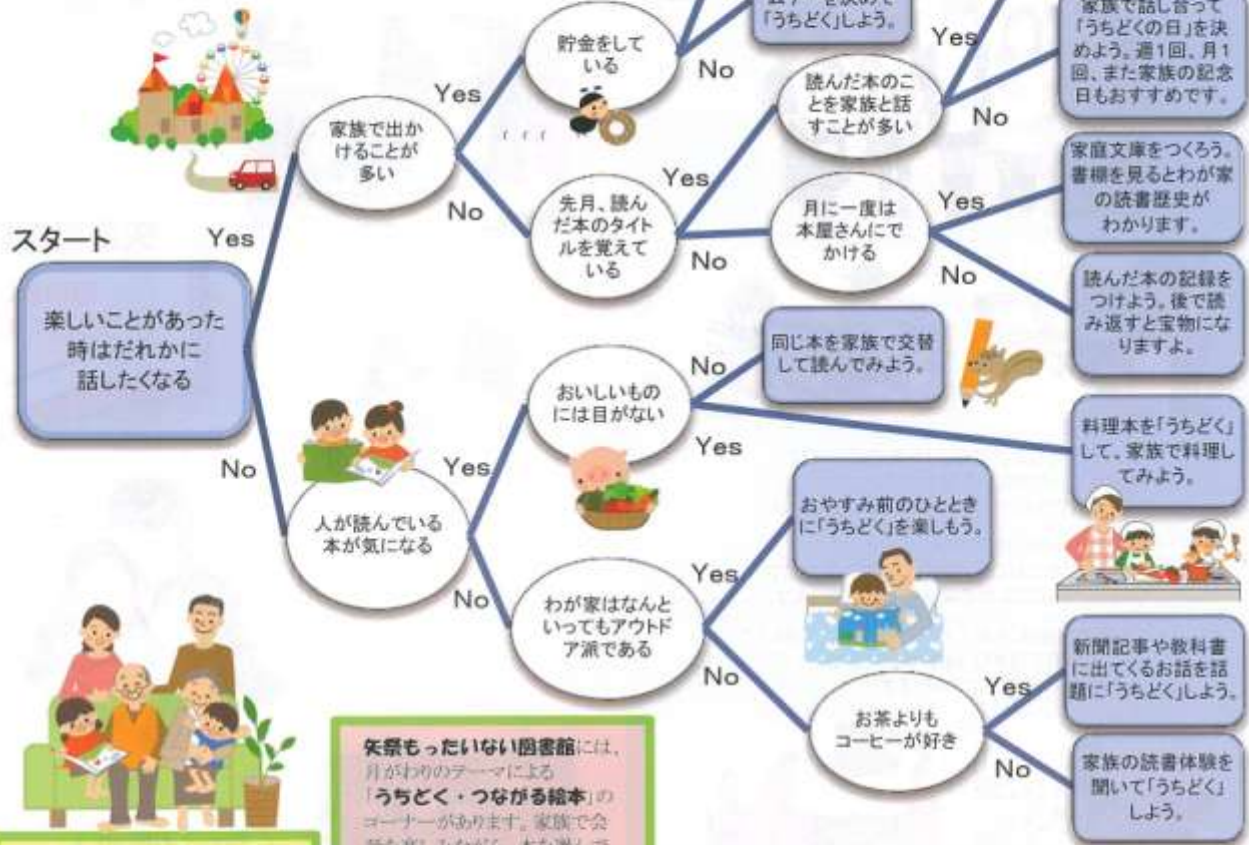 「うちどく」しよう。
貯金をして
いる
No
Yes
家族で話し合って
「うちどくの日」を決
めよう。週1回、月1
回、また家族の記念
日もおすすめです。
読んだ本のこ
とを家族と話
すことが多い
No
Yes
家族で出か
けることが
多い
No
先月、読ん
だ本のタイト
ルを覚えて
いる
Yes
No
月に一度は
本屋さんにで
かける
Yes
No
家庭文庫をつくろう。
書棚を見るとわが家
の読書歴史が
わかります。
読んだ本の記録を
つけよう。後で読
み返すと宝物にな
りますよ。
スタート
Yes
楽しいことがあった
時はだれかに
話したくなる
No
おいしいもの
には目がない
No
Yes
同じ本を家族で交替
して読んでみよう。
料理本を「うちどく」
して、家族で料理し
てみよう。
人が読んでいる
本が気になる
Yes
No
おやすみ前のひととき
に「うちどく」を楽しもう。
わが家はなんと
いってもアウトド
ア派である
Yes
No
お茶よりも
コーヒーが好き
Yes
No
新聞記事や教科書
に出てくるお話を話
題に「うちどく」しよう。
家族の読書体験を
聞いて「うちどく」
しよう。
矢祭もったいない図書館には、
月がわりのテーマによる
「うちどく・つながる絵本」の
コーナーがあります。家族で会